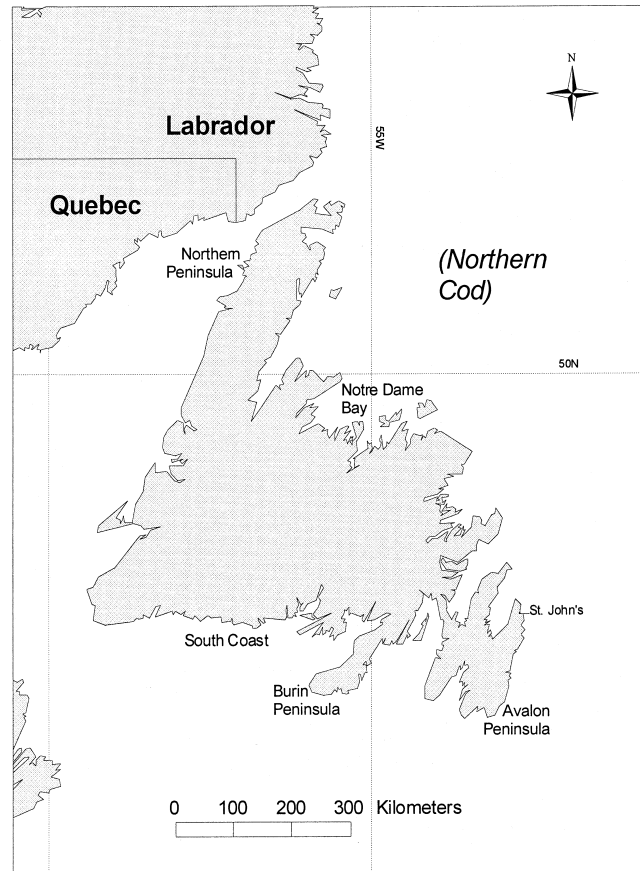 N
Labrador
55W
Quebec
Northern
Peninsula
(Northern
Cod)
50N
Notre Dame
Bay
St. John's
South Coast
Burin
Peninsula
Avalon
Peninsula
0 100 200 300 Kilometers